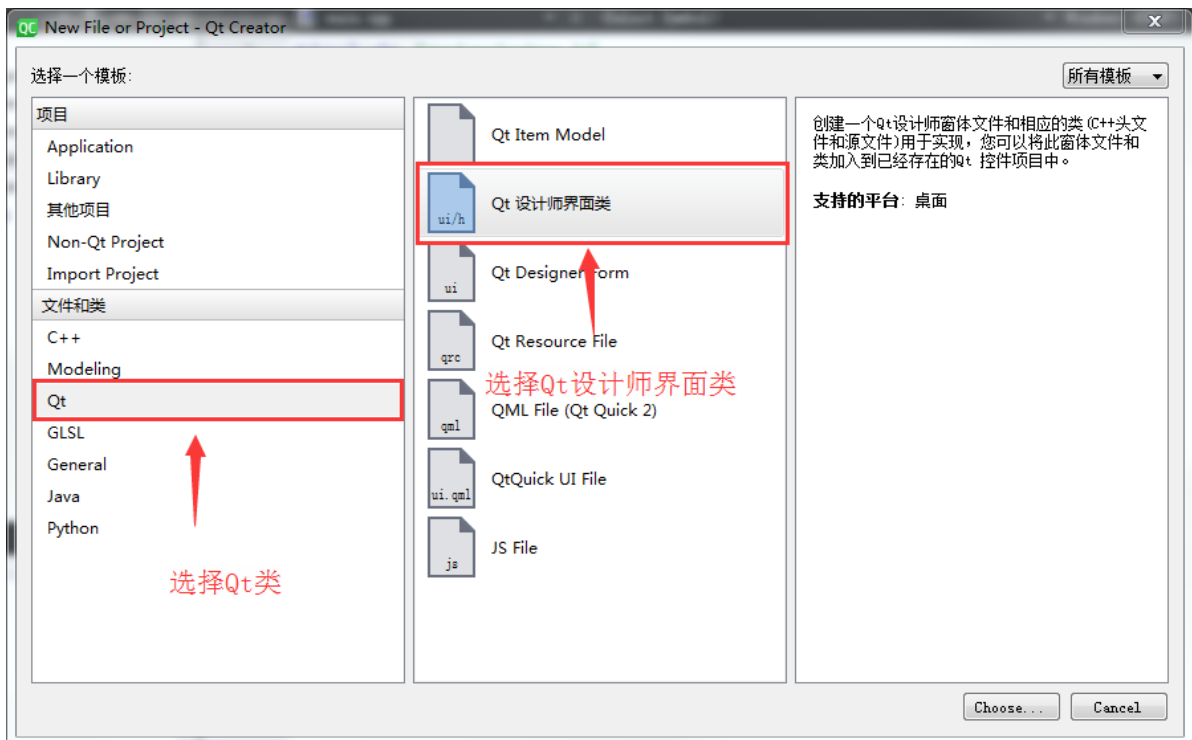 New File or Project - Qt Creator
选择一个模板:
所有模板
项目
Application
Library
其他项目
Non-Qt Project
Import Project
文件和类
C++
Modeling
Qt
GLSL
General
Java
Python
选择Qt类
Qt Item Model
ui/h
Qt 设计师界面类
ui
Qt Designer Form
qrc
Qt Resource File
选择Qt设计师界面类
qml
QML File (Qt Quick 2)
ui.qml
QtQuick UI File
js
JS File
创建一个Qt设计师窗体文件和相应的类(C++头文
件和源文件)用于实现，您可以将此窗体文件和
类加入到已经存在的Qt 控件项目中。
支持的平台: 桌面
Choose...
Cancel